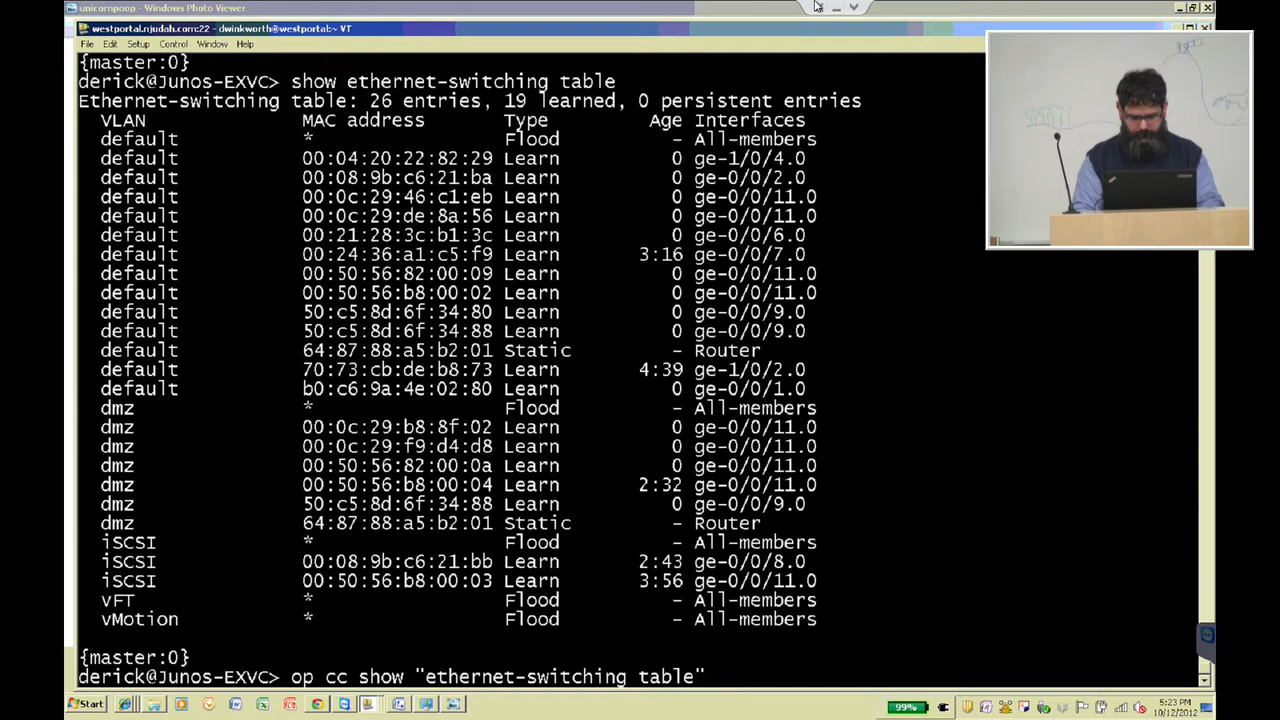 unicornpoop - Windows Photo Viewer
westportal.njudah.com:22 - dwinkworth@westportal:~ VT
File Edit Setup Control Window Help
{master:0}
derick@Junos-EXVC> show ethernet-switching table
Ethernet-switching table: 26 entries, 19 learned, 0 persistent entries
VLAN MAC address Type Age Interfaces
default * Flood - All-members
default 00:04:20:22:82:29 Learn 0 ge-1/0/4.0
default 00:08:9b:c6:21:ba Learn 0 ge-0/0/2.0
default 00:0c:29:46:c1:eb Learn 0 ge-0/0/11.0
default 00:0c:29:de:8a:56 Learn 0 ge-0/0/11.0
default 00:21:28:3c:b1:3c Learn 0 ge-0/0/6.0
default 00:24:36:a1:c5:f9 Learn 3:16 ge-0/0/7.0
default 00:50:56:82:00:09 Learn 0 ge-0/0/11.0
default 00:50:56:b8:00:02 Learn 0 ge-0/0/11.0
default 50:c5:8d:6f:34:80 Learn 0 ge-0/0/9.0
default 50:c5:8d:6f:34:88 Learn 0 ge-0/0/9.0
default 64:87:88:a5:b2:01 Static - Router
default 70:73:cb:de:b8:73 Learn 4:39 ge-1/0/2.0
default b0:c6:9a:4e:02:80 Learn 0 ge-0/0/1.0
dmz * Flood - All-members
dmz 00:0c:29:b8:8f:02 Learn 0 ge-0/0/11.0
dmz 00:0c:29:f9:d4:d8 Learn 0 ge-0/0/11.0
dmz 00:50:56:82:00:0a Learn 0 ge-0/0/11.0
dmz 00:50:56:b8:00:04 Learn 2:32 ge-0/0/11.0
dmz 50:c5:8d:6f:34:88 Learn 0 ge-0/0/9.0
dmz 64:87:88:a5:b2:01 Static - Router
iSCSI * Flood - All-members
iSCSI 00:08:9b:c6:21:bb Learn 2:43 ge-0/0/8.0
iSCSI 00:50:56:b8:00:03 Learn 3:56 ge-0/0/11.0
vFT * Flood - All-members
vMotion * Flood - All-members
{master:0}
derick@Junos-EXVC> op cc show "ethernet-switching table"
Start
99%
5:23 PM
10/12/2012